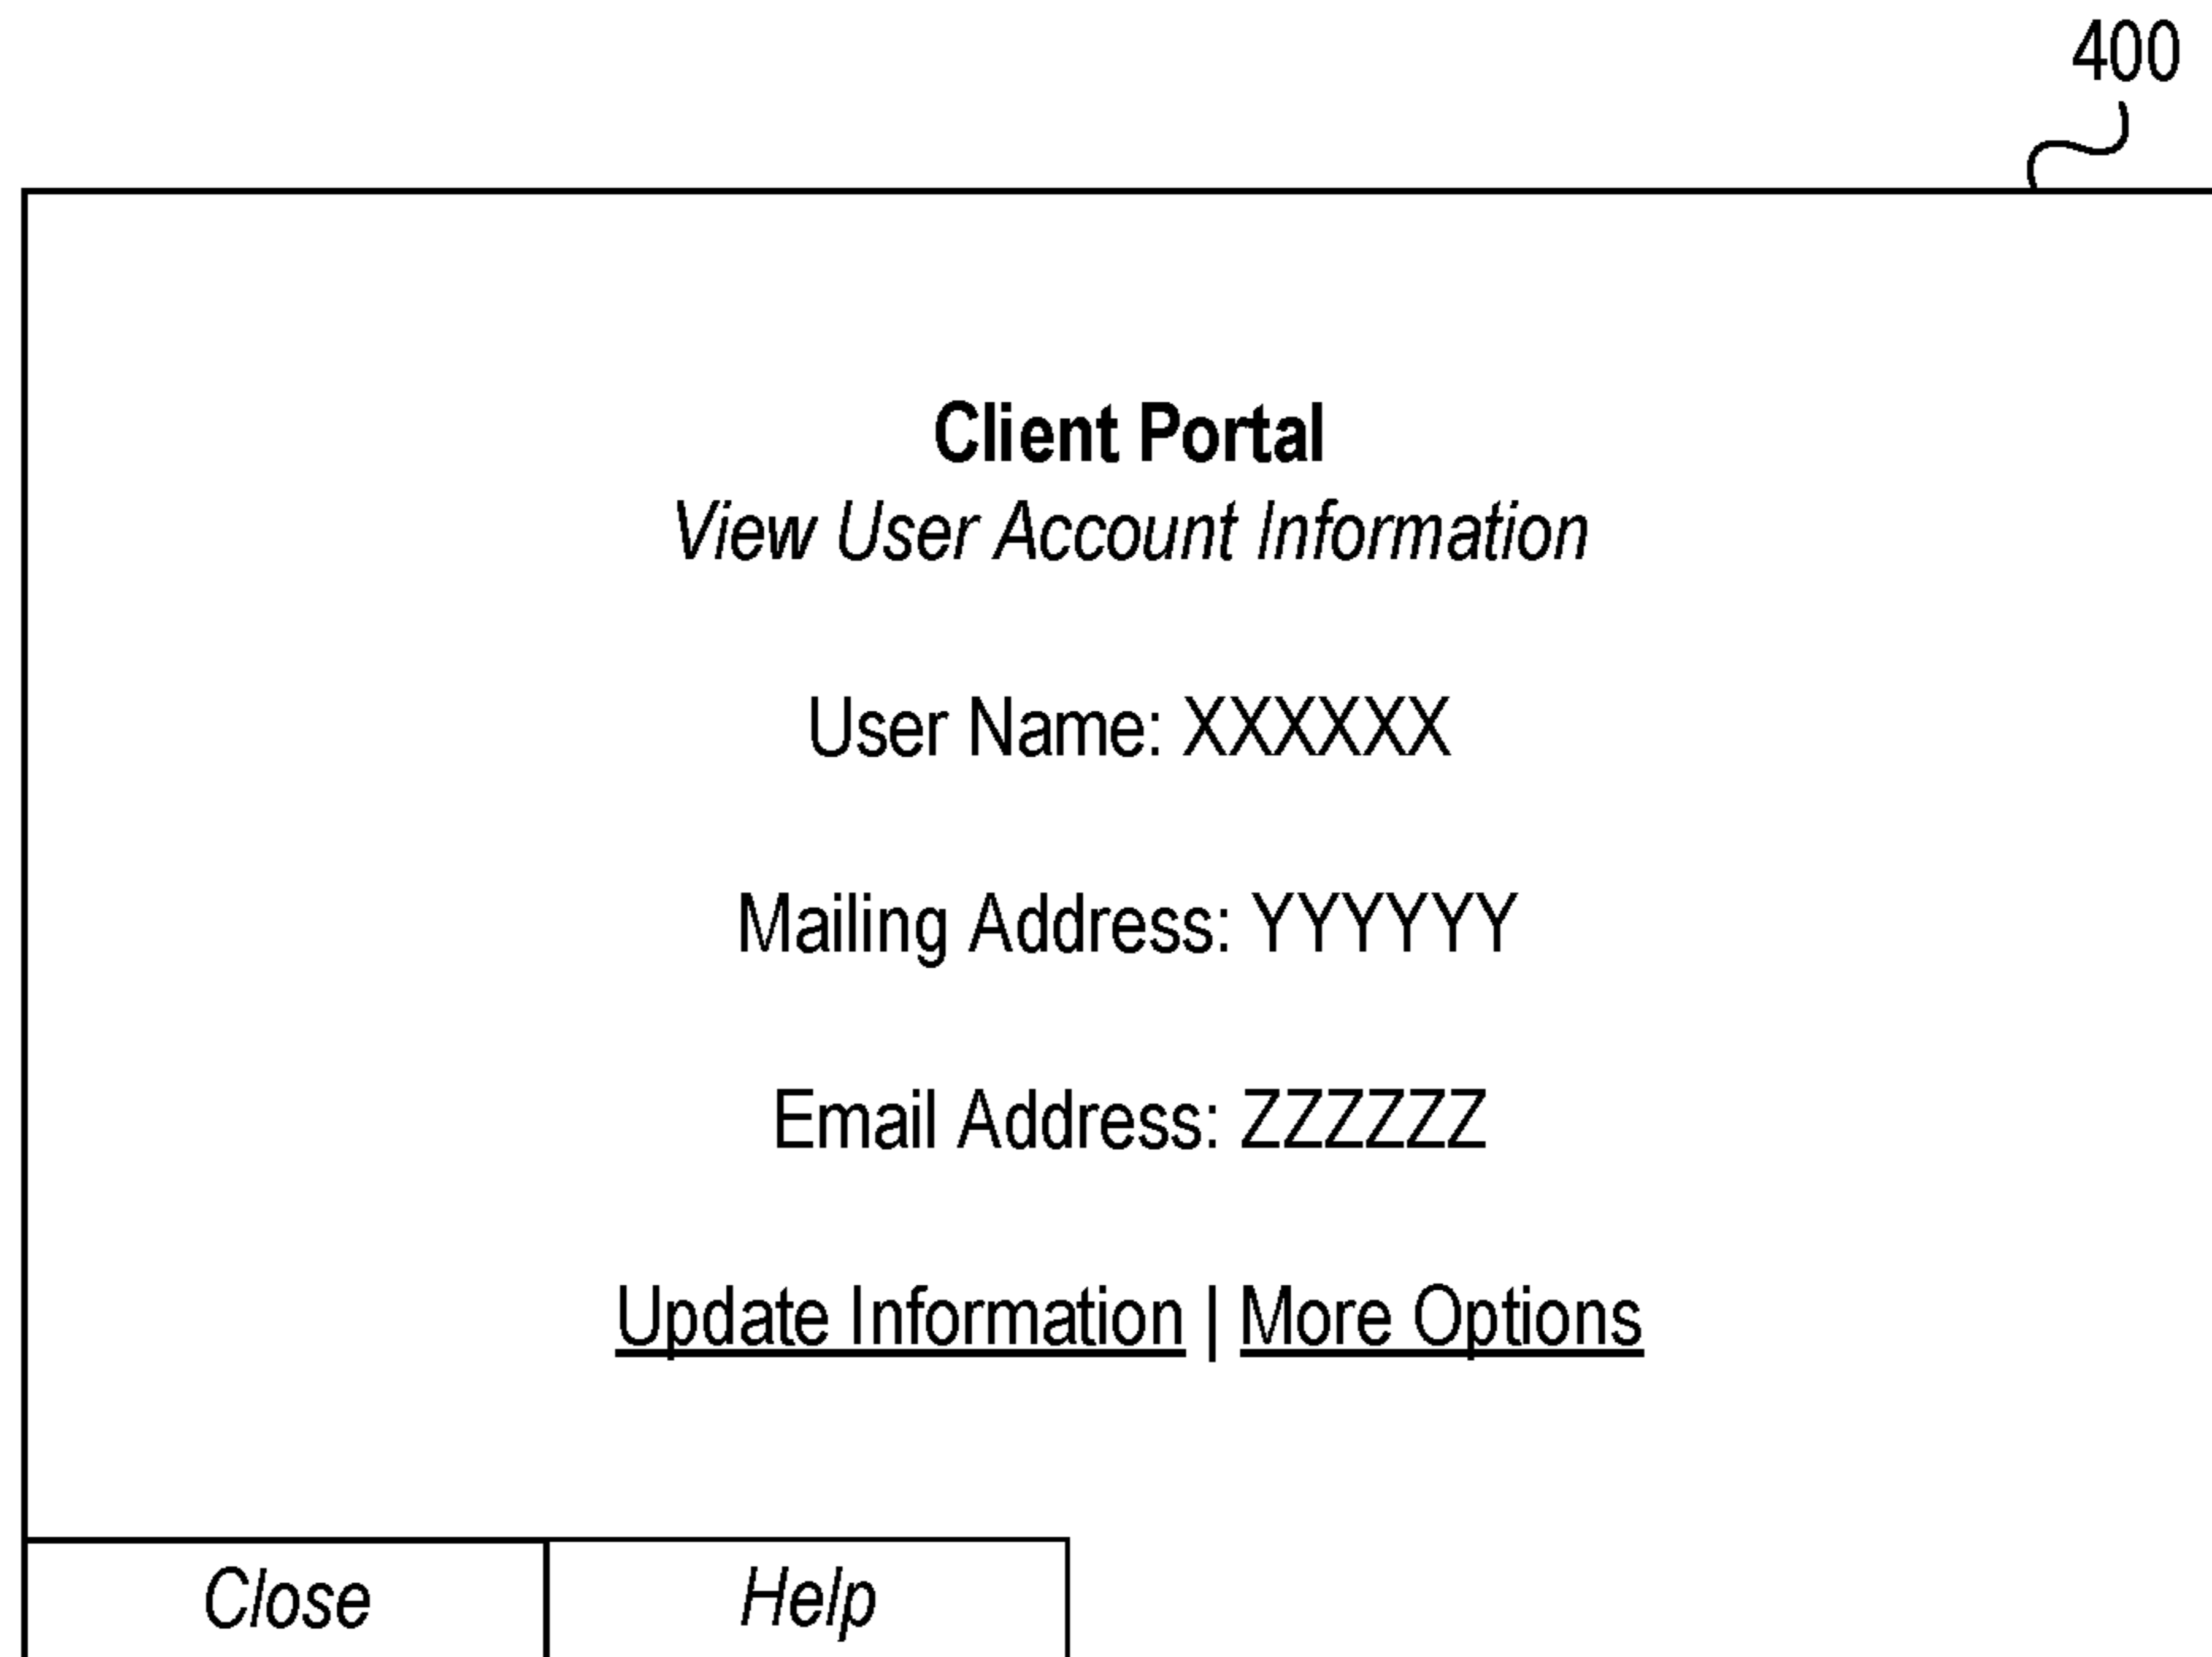 400
Client Portal
View User Account Information
User Name: XXXXXX
Mailing Address: YYYYYY
Email Address: ZZZZZZ
Update Information | More Options
Close Help